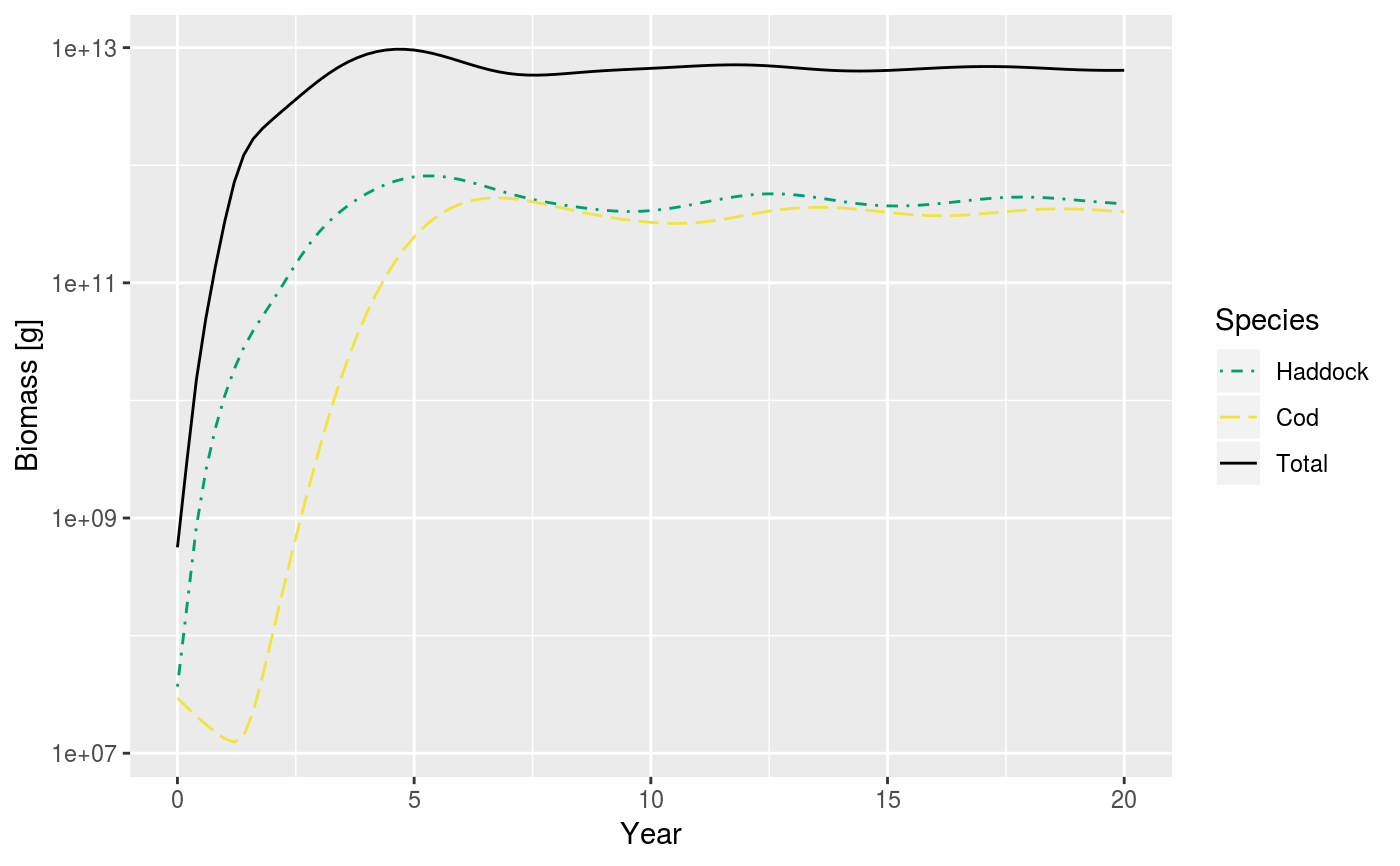 1e+13
1e+11
1e+09
1e+07
Biomass [g]
0 5 10 15 20
Year
Species
Haddock
Cod
Total